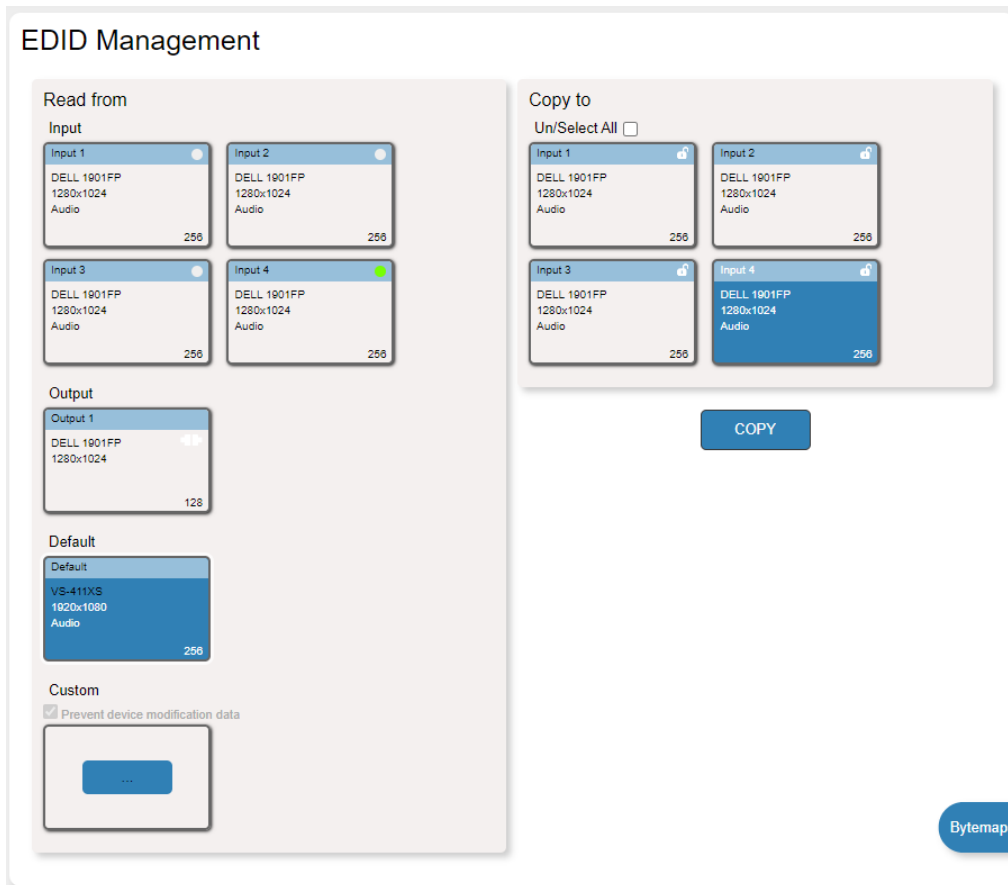 EDID Management
Read from
Input
Input 1
DELL 1901FP
1280x1024
Audio
256
Input 2
DELL 1901FP
1280x1024
Audio
256
Input 3
DELL 1901FP
1280x1024
Audio
256
Input 4
DELL 1901FP
1280x1024
Audio
256
Output
Output 1
DELL 1901FP
1280x1024
128
Default
Default
VS-411XS
1920x1080
Audio
256
Custom
Prevent device modification data
...
Copy to
Un/Select All
Input 1
DELL 1901FP
1280x1024
Audio
256
Input 2
DELL 1901FP
1280x1024
Audio
256
Input 3
DELL 1901FP
1280x1024
Audio
256
Input 4
DELL 1901FP
1280x1024
Audio
256
COPY
Bytemap